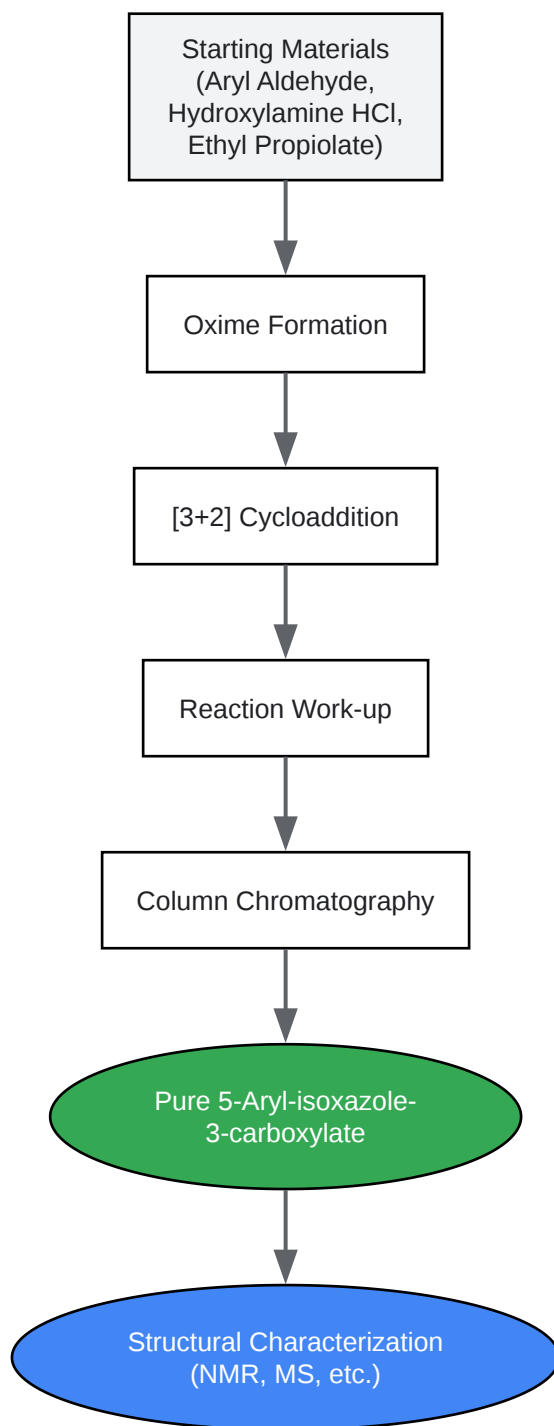 Starting Materials
(Aryl Aldehyde,
Hydroxylamine HCl,
Ethyl Propiolate)
Oxime Formation
[3+2] Cycloaddition
Reaction Work-up
Column Chromatography
Pure 5-Aryl-isoxazole-
3-carboxylate
Structural Characterization
(NMR, MS, etc.)